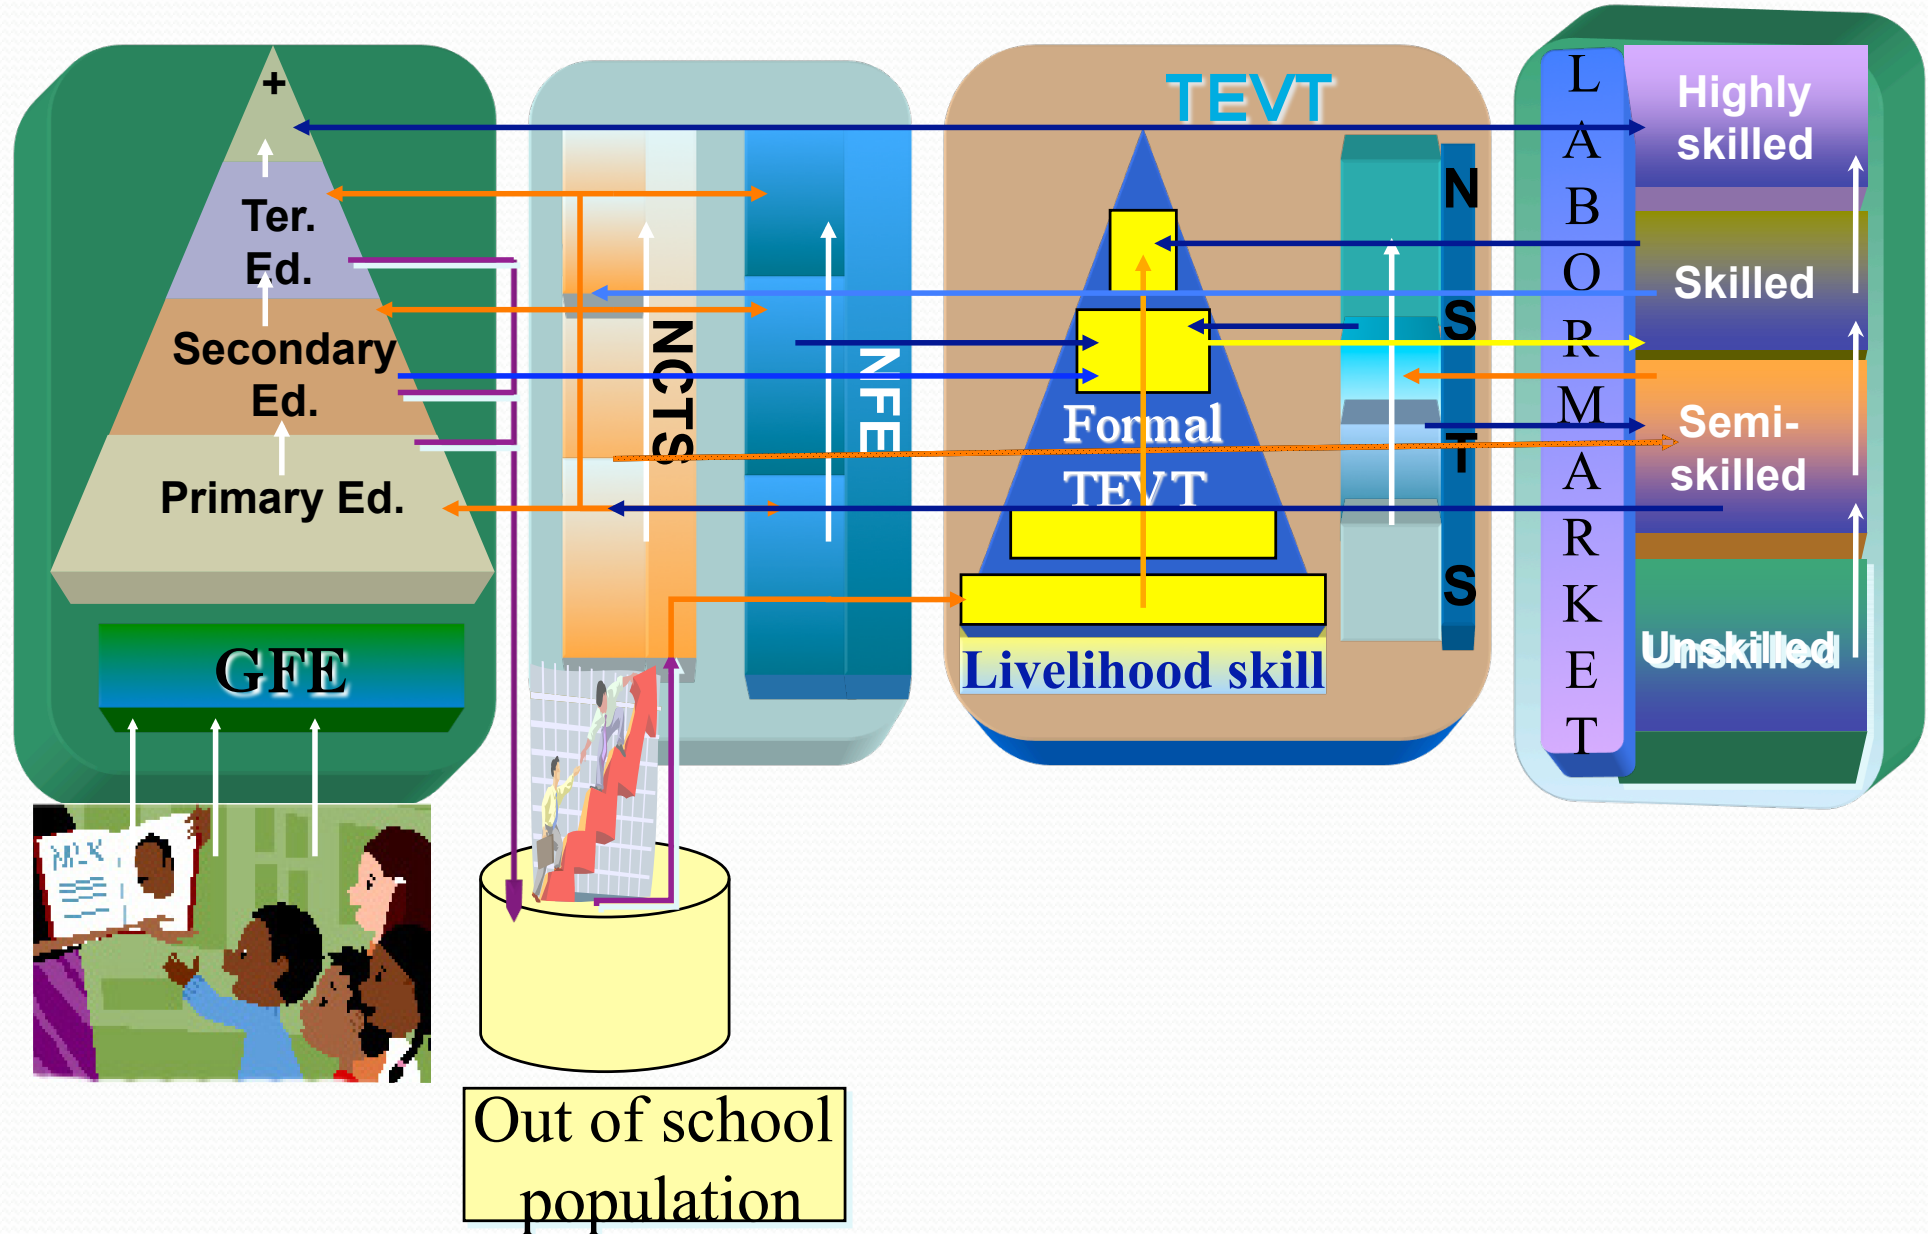 +
Ter.
Ed.
Secondary
Ed.
Primary Ed.
GFE
NCTS
NFE
TEVT
Formal
TEVT
Livelihood skill
N
S
T
S
L
A
B
O
R
M
A
R
K
E
T
Highly
skilled
Skilled
Semi-
skilled
Unskilled
Out of school
population